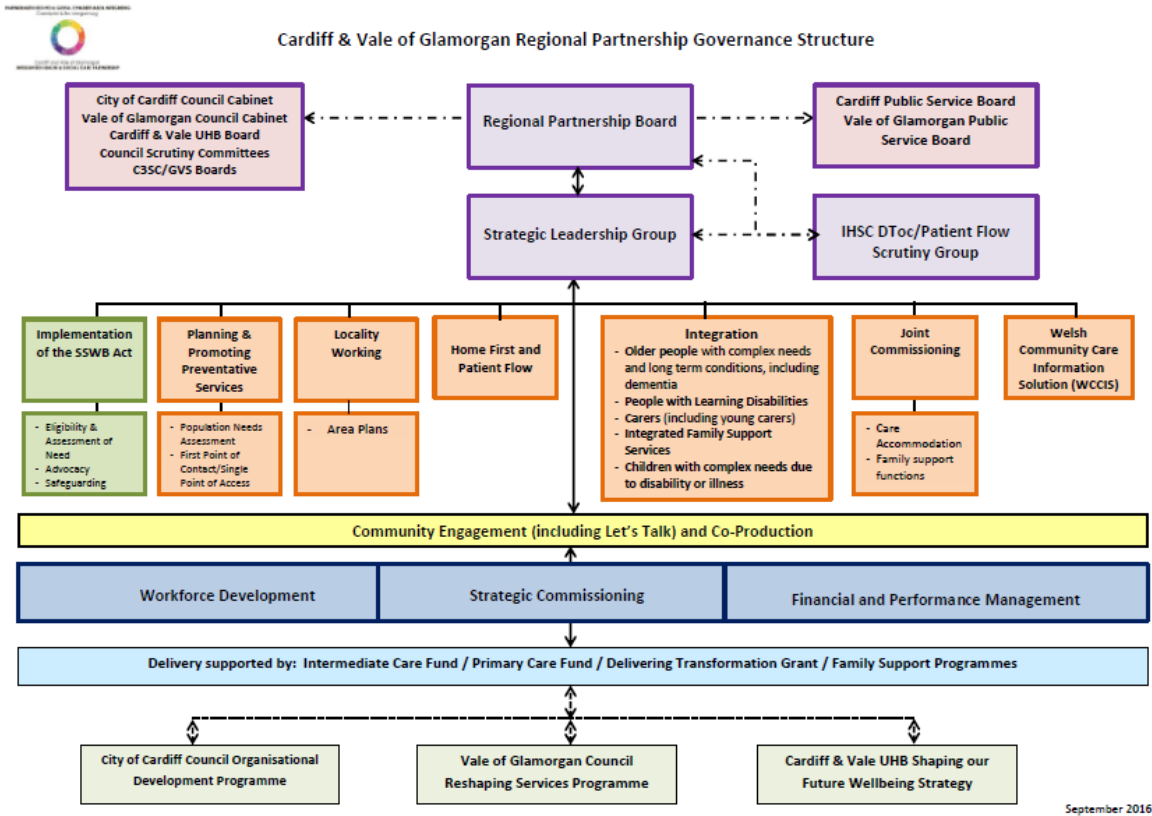 Cardiff & Vale of Glamorgan Regional Partnership Governance Structure
City of Cardiff Council Cabinet
Vale of Glamorgan Council Cabinet
Cardiff & Vale UHB Board
Council Scrutiny Committees
C3SC/GVS Boards
Regional Partnership Board
Cardiff Public Service Board
Vale of Glamorgan Public
Service Board
Strategic Leadership Group
IHSC DToc/Patient Flow
Scrutiny Group
Implementation
of the SSWB Act
Planning &
Promoting
Preventative
Services
Locality
Working
Home First and
Patient Flow
Integration
- Older people with complex needs
and long term conditions, including
dementia
- People with Learning Disabilities
- Carers (including young carers)
- Integrated Family Support
Services
- Children with complex needs due
to disability or illness
Joint
Commissioning
Welsh
Community Care
Information
Solution (WCCIS)
- Eligibility &
Assessment of
Need
- Advocacy
- Safeguarding
- Population Needs
Assessment
- First Point of
Contact/Single
Point of Access
- Area Plans
- Care
Accommodation
- Family support
functions
Community Engagement (including Let's Talk) and Co-Production
Workforce Development
Strategic Commissioning
Financial and Performance Management
Delivery supported by: Intermediate Care Fund / Primary Care Fund / Delivering Transformation Grant / Family Support Programmes
City of Cardiff Council Organisational
Development Programme
Vale of Glamorgan Council
Reshaping Services Programme
Cardiff & Vale UHB Shaping our
Future Wellbeing Strategy
September 2016